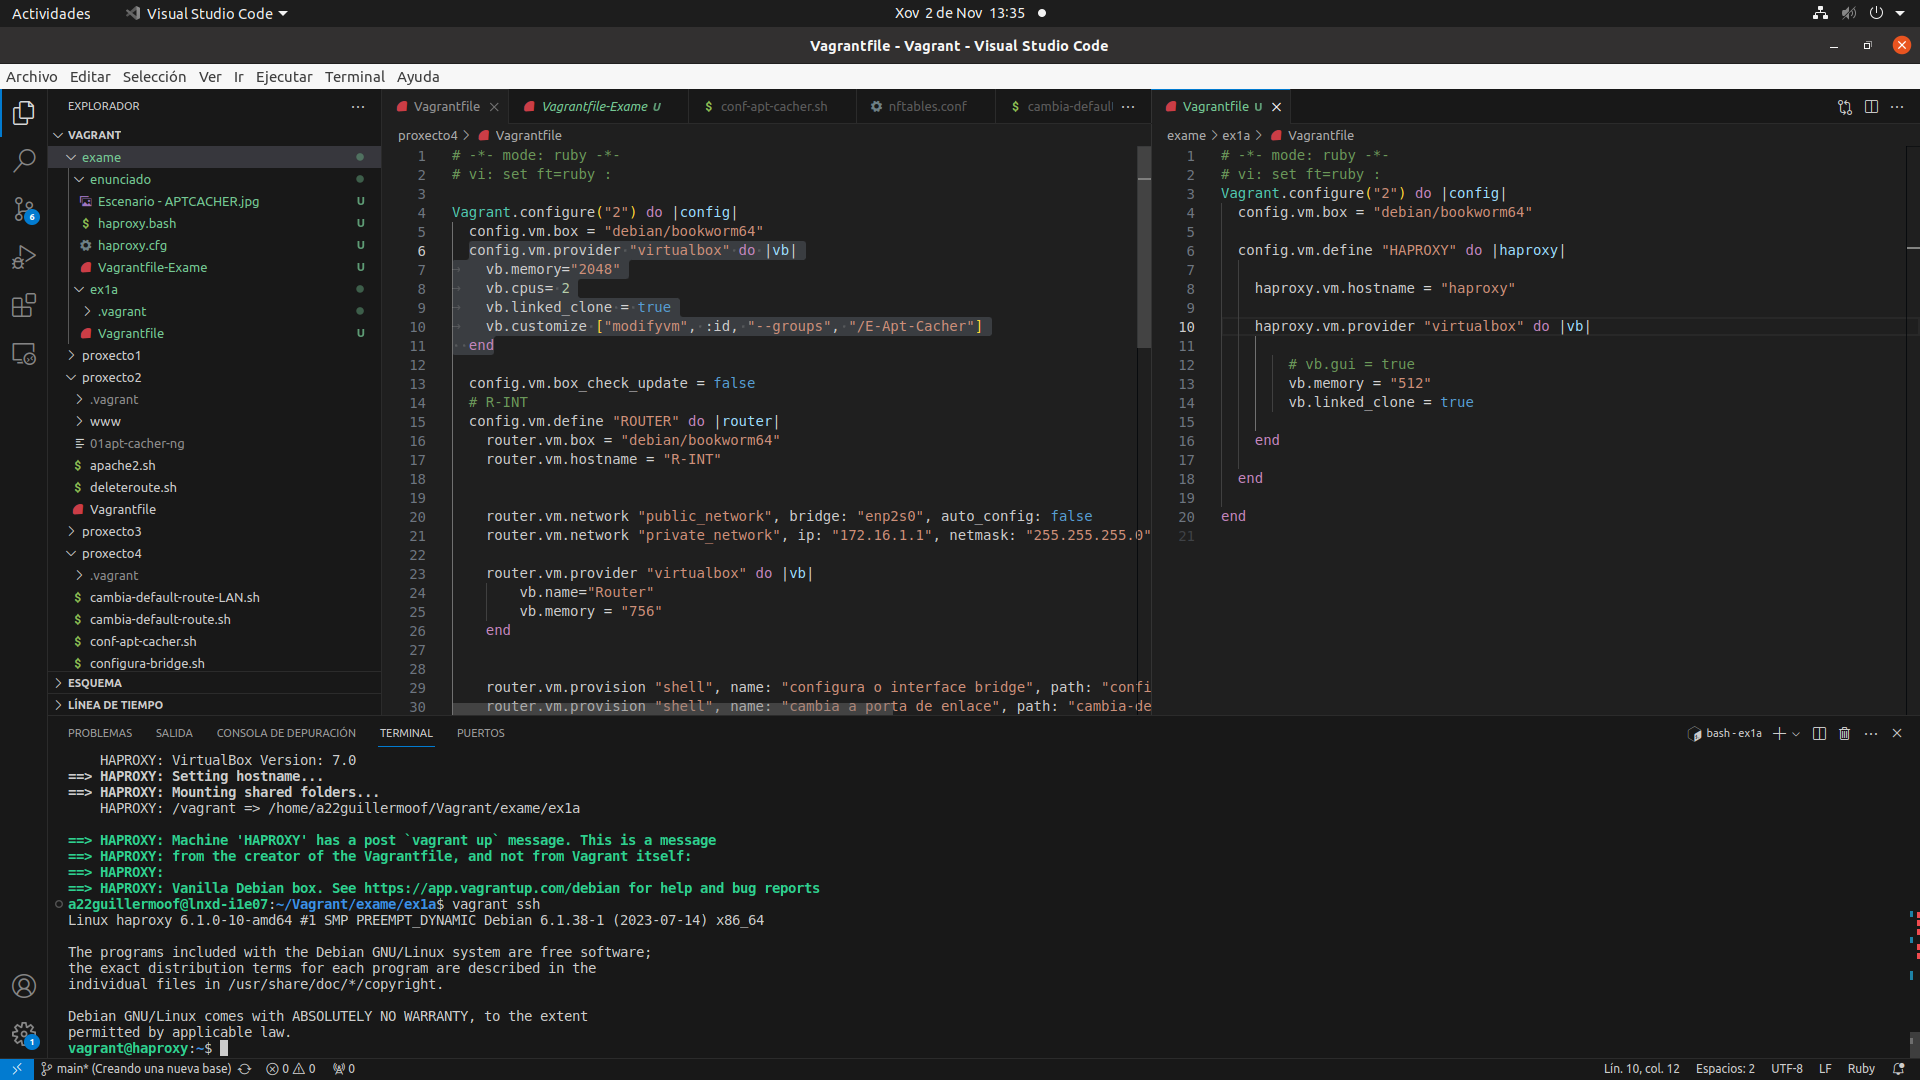 Actividades
Visual Studio Code
Xov 2 de Nov 13:35
Vagrantfile - Vagrant - Visual Studio Code
Archivo Editar Selección Ver Ir Ejecutar Terminal Ayuda
EXPLORADOR
VAGRANT
exame
enunciado
Escenario - APTCACHER.jpg U
$ haproxy.bash U
haproxy.cfg U
Vagrantfile-Exame U
ex1a
.vagrant
Vagrantfile U
proxecto1
proxecto2
.vagrant
www
01apt-cacher-ng
$ apache2.sh
$ deleteroute.sh
Vagrantfile
proxecto3
proxecto4
.vagrant
$ cambia-default-route-LAN.sh
$ cambia-default-route.sh
$ conf-apt-cacher.sh
$ configura-bridge.sh
ESQUEMA
LÍNEA DE TIEMPO
Vagrantfile
Vagrantfile-Exame U
$ conf-apt-cacher.sh
nftables.conf
$ cambia-defaul
proxecto4 > Vagrantfile
1 # -*- mode: ruby -*-
2 # vi: set ft=ruby :
3
4 Vagrant.configure("2") do |config|
5 config.vm.box = "debian/bookworm64"
6 config.vm.provider "virtualbox" do |vb|
7 vb.memory="2048"
8 vb.cpus= 2
9 vb.linked_clone = true
10 vb.customize ["modifyvm", :id, "--groups", "/E-Apt-Cacher"]
11 end
12
13 config.vm.box_check_update = false
14 # R-INT
15 config.vm.define "ROUTER" do |router|
16 router.vm.box = "debian/bookworm64"
17 router.vm.hostname = "R-INT"
18
19
20 router.vm.network "public_network", bridge: "enp2s0", auto_config: false
21 router.vm.network "private_network", ip: "172.16.1.1", netmask: "255.255.255.0"
22
23 router.vm.provider "virtualbox" do |vb|
24 vb.name="Router"
25 vb.memory = "756"
26 end
27
28
29 router.vm.provision "shell", name: "configura o interface bridge", path: "confi
30 router.vm.provision "shell", name: "cambia a porta de enlace", path: "cambia-de
Vagrantfile U
exame > ex1a > Vagrantfile
1 # -*- mode: ruby -*-
2 # vi: set ft=ruby :
3 Vagrant.configure("2") do |config|
4 config.vm.box = "debian/bookworm64"
5
6 config.vm.define "HAPROXY" do |haproxy|
7
8 haproxy.vm.hostname = "haproxy"
9
10 haproxy.vm.provider "virtualbox" do |vb|
11
12 # vb.gui = true
13 vb.memory = "512"
14 vb.linked_clone = true
15
16 end
17
18 end
19
20 end
21
PROBLEMAS SALIDA CONSOLA DE DEPURACIÓN TERMINAL PUERTOS
bash - ex1a
HAPROXY: VirtualBox Version: 7.0
==> HAPROXY: Setting hostname...
==> HAPROXY: Mounting shared folders...
HAPROXY: /vagrant => /home/a22guillermoof/Vagrant/exame/ex1a
==> HAPROXY: Machine 'HAPROXY' has a post `vagrant up` message. This is a message
==> HAPROXY: from the creator of the Vagrantfile, and not from Vagrant itself:
==> HAPROXY:
==> HAPROXY: Vanilla Debian box. See https://app.vagrantup.com/debian for help and bug reports
a22guillermoof@lnxd-i1e07:~/Vagrant/exame/ex1a$ vagrant ssh
Linux haproxy 6.1.0-10-amd64 #1 SMP PREEMPT_DYNAMIC Debian 6.1.38-1 (2023-07-14) x86_64
The programs included with the Debian GNU/Linux system are free software;
the exact distribution terms for each program are described in the
individual files in /usr/share/doc/*/copyright.
Debian GNU/Linux comes with ABSOLUTELY NO WARRANTY, to the extent
permitted by applicable law.
vagrant@haproxy:~$
6
1
main* (Creando una nueva base) 0 0 0
Lín. 10, col. 12 Espacios: 2 UTF-8 LF Ruby